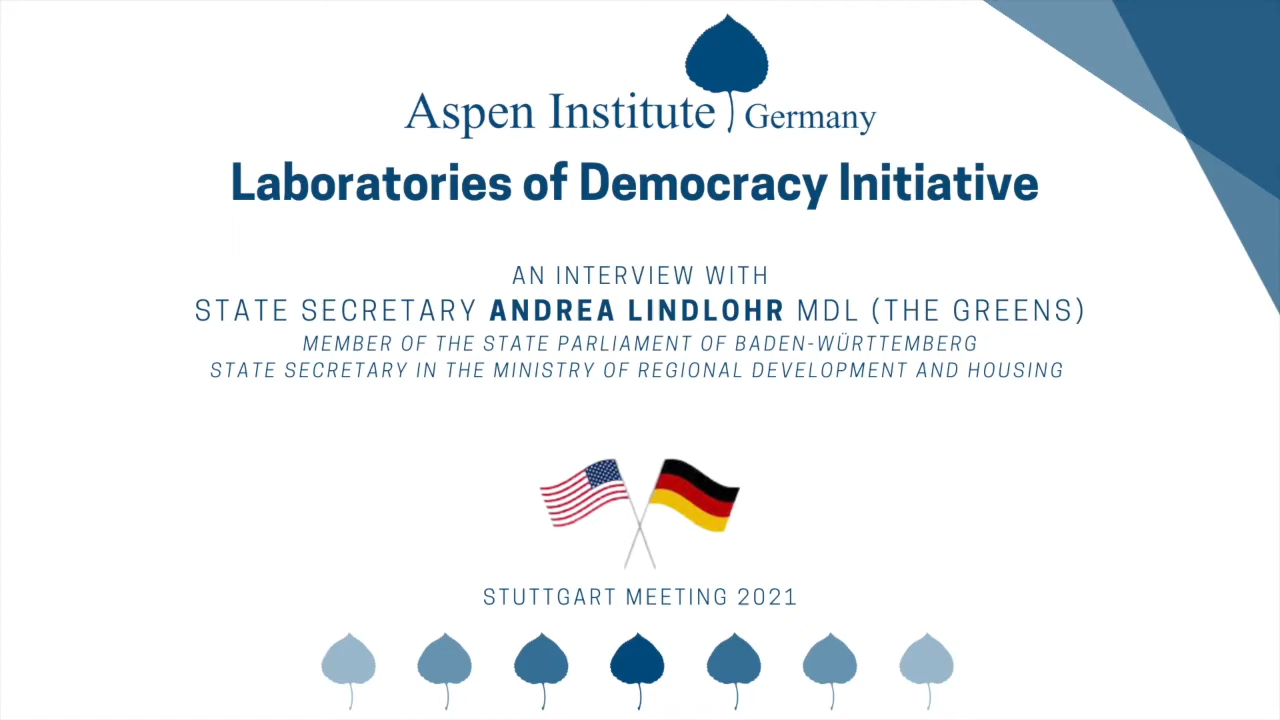 Aspen Institute Germany
Laboratories of Democracy Initiative
AN INTERVIEW WITH
STATE SECRETARY ANDREA LINDLOHR MDL (THE GREENS)
MEMBER OF THE STATE PARLIAMENT OF BADEN-WÜRTTEMBERG
STATE SECRETARY IN THE MINISTRY OF REGIONAL DEVELOPMENT AND HOUSING
STUTTGART MEETING 2021